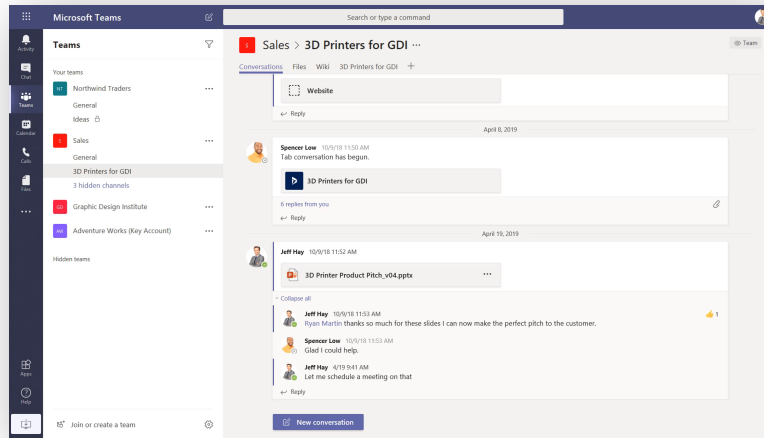 Microsoft Teams
Search or type a command
Activity
Chat
Teams
Calendar
Calls
Files
Apps
Help
Teams
Your teams
NT Northwind Traders
General
Ideas
S Sales
General
3D Printers for GDI
3 hidden channels
GD Graphic Design Institute
AW Adventure Works (Key Account)
Hidden teams
Join or create a team
S Sales > 3D Printers for GDI ...
Team
Conversations Files Wiki 3D Printers for GDI +
Website
Reply
April 8, 2019
Spencer Low 10/9/18 11:50 AM
Tab conversation has begun.
3D Printers for GDI
6 replies from you
Reply
April 19, 2019
Jeff Hay 10/9/18 11:52 AM
3D Printer Product Pitch_v04.pptx ...
Collapse all
Jeff Hay 10/9/18 11:53 AM
1
Ryan Martin thanks so much for these slides I can now make the perfect pitch to the customer.
Spencer Low 10/9/18 11:53 AM
Glad I could help.
Jeff Hay 4/19 9:41 AM
Let me schedule a meeting on that
Reply
New conversation